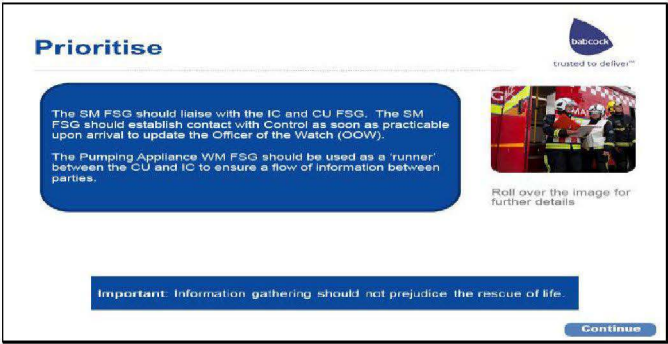 Prioritise
babcock
trusted to deliver™
The SM FSG should liaise with the IC and CU FSG. The SM
FSG should establish contact with Control as soon as practicable
upon arrival to update the Officer of the Watch (OOW).
The Pumping Appliance WM FSG should be used as a 'runner'
between the CU and IC to ensure a flow of information between
parties.
Roll over the image for
further details
Important: Information gathering should not prejudice the rescue of life.
Continue